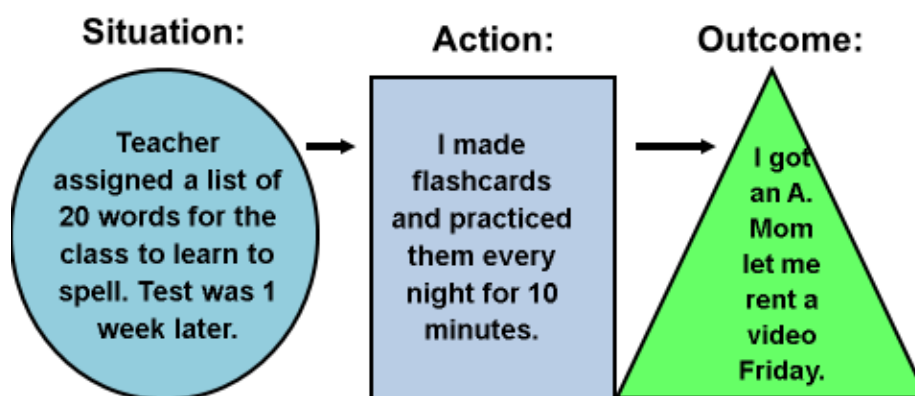 Situation:
Teacher
assigned a list of
20 words for the
class to learn to
spell. Test was 1
week later.
Action:
I made
flashcards
and practiced
them every
night for 10
minutes.
Outcome:
I got
an A.
Mom
let me
rent a
video
Friday.